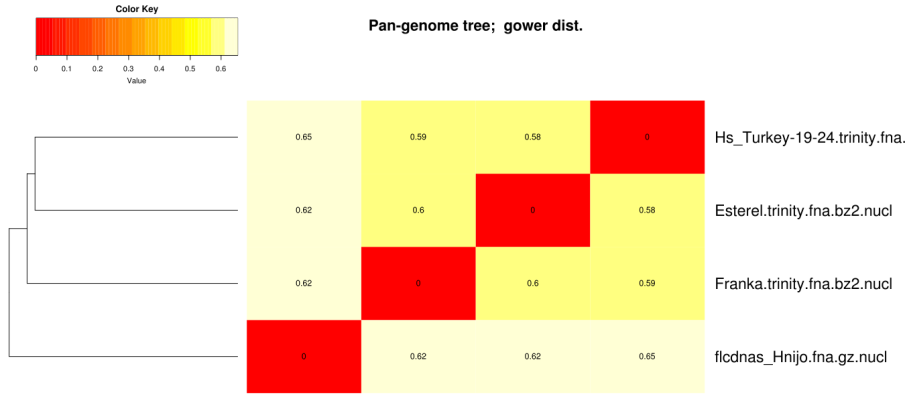 Color Key
Pan-genome tree; gower dist.
0 0.1 0.2 0.3 0.4 0.5 0.6
Value
0.65 0.59 0.58 0 Hs_Turkey-19-24.trinity.fna.
0.62 0.6 0 0.58 Esterel.trinity.fna.bz2.nucl
0.62 0 0.6 0.59 Franka.trinity.fna.bz2.nucl
0 0.62 0.62 0.65 flcdnas_Hnijo.fna.gz.nucl